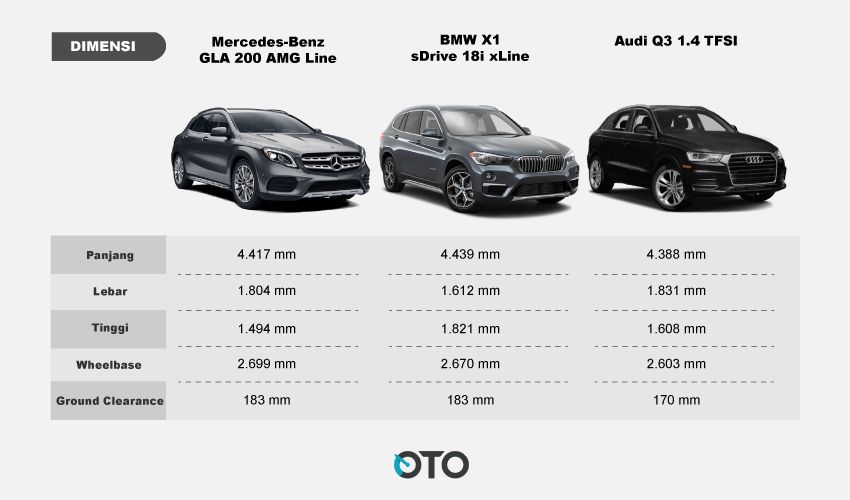 DIMENSI
Mercedes-Benz
GLA 200 AMG Line
BMW X1
sDrive 18i xLine
Audi Q3 1.4 TFSI
Panjang 4.417 mm 4.439 mm 4.388 mm
Lebar 1.804 mm 1.612 mm 1.831 mm
Tinggi 1.494 mm 1.821 mm 1.608 mm
Wheelbase 2.699 mm 2.670 mm 2.603 mm
Ground Clearance 183 mm 183 mm 170 mm
OTO